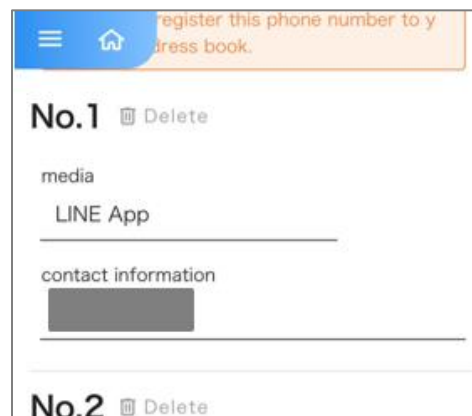 register this phone number to y
dress book.
No.1 Delete
media
LINE App
contact information
No.2 Delete